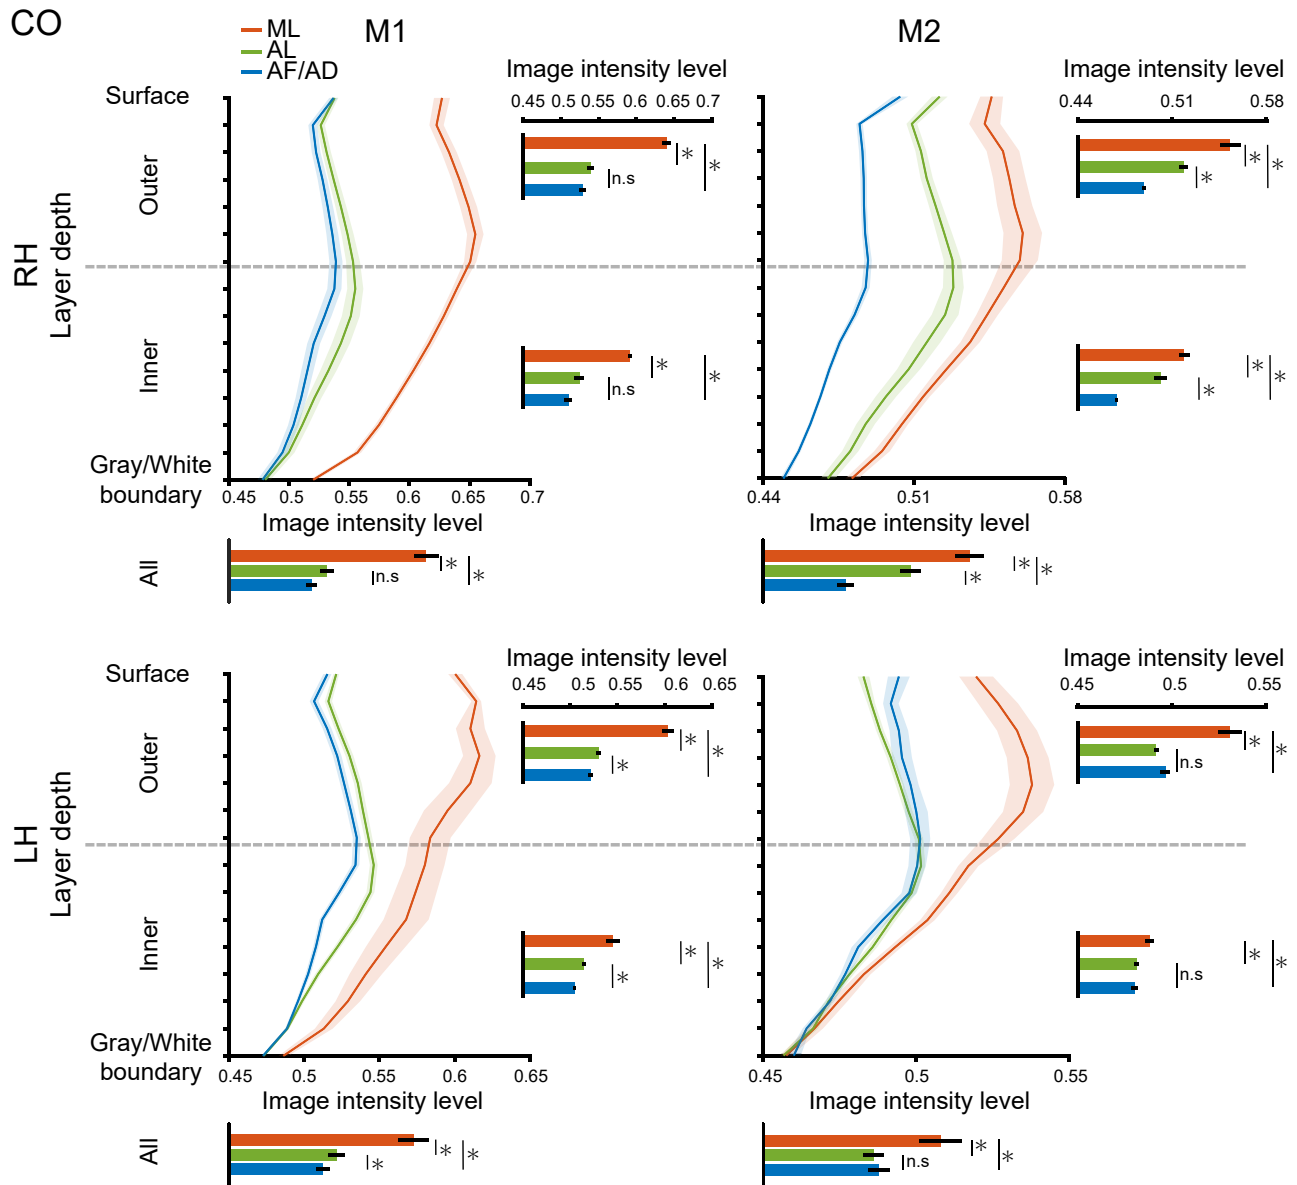 CO
ML
AL
AF/AD
M1
M2
RH
Layer depth
Surface
Outer
Inner
Gray/White
boundary
0.45 0.5 0.55 0.6 0.65 0.7
Image intensity level
All
n.s
*
*
Image intensity level
0.45 0.5 0.55 0.6 0.65 0.7
*
*
n.s
*
*
n.s
0.44 0.51 0.58
Image intensity level
*
*
*
Image intensity level
0.44 0.51 0.58
*
*
*
*
*
*
LH
Layer depth
Surface
Outer
Inner
Gray/White
boundary
0.45 0.5 0.55 0.6 0.65
Image intensity level
All
*
*
*
Image intensity level
0.45 0.5 0.55 0.6 0.65
*
*
*
*
*
*
0.45 0.5 0.55
Image intensity level
*
*
n.s
Image intensity level
0.45 0.5 0.55
*
*
n.s
*
*
n.s